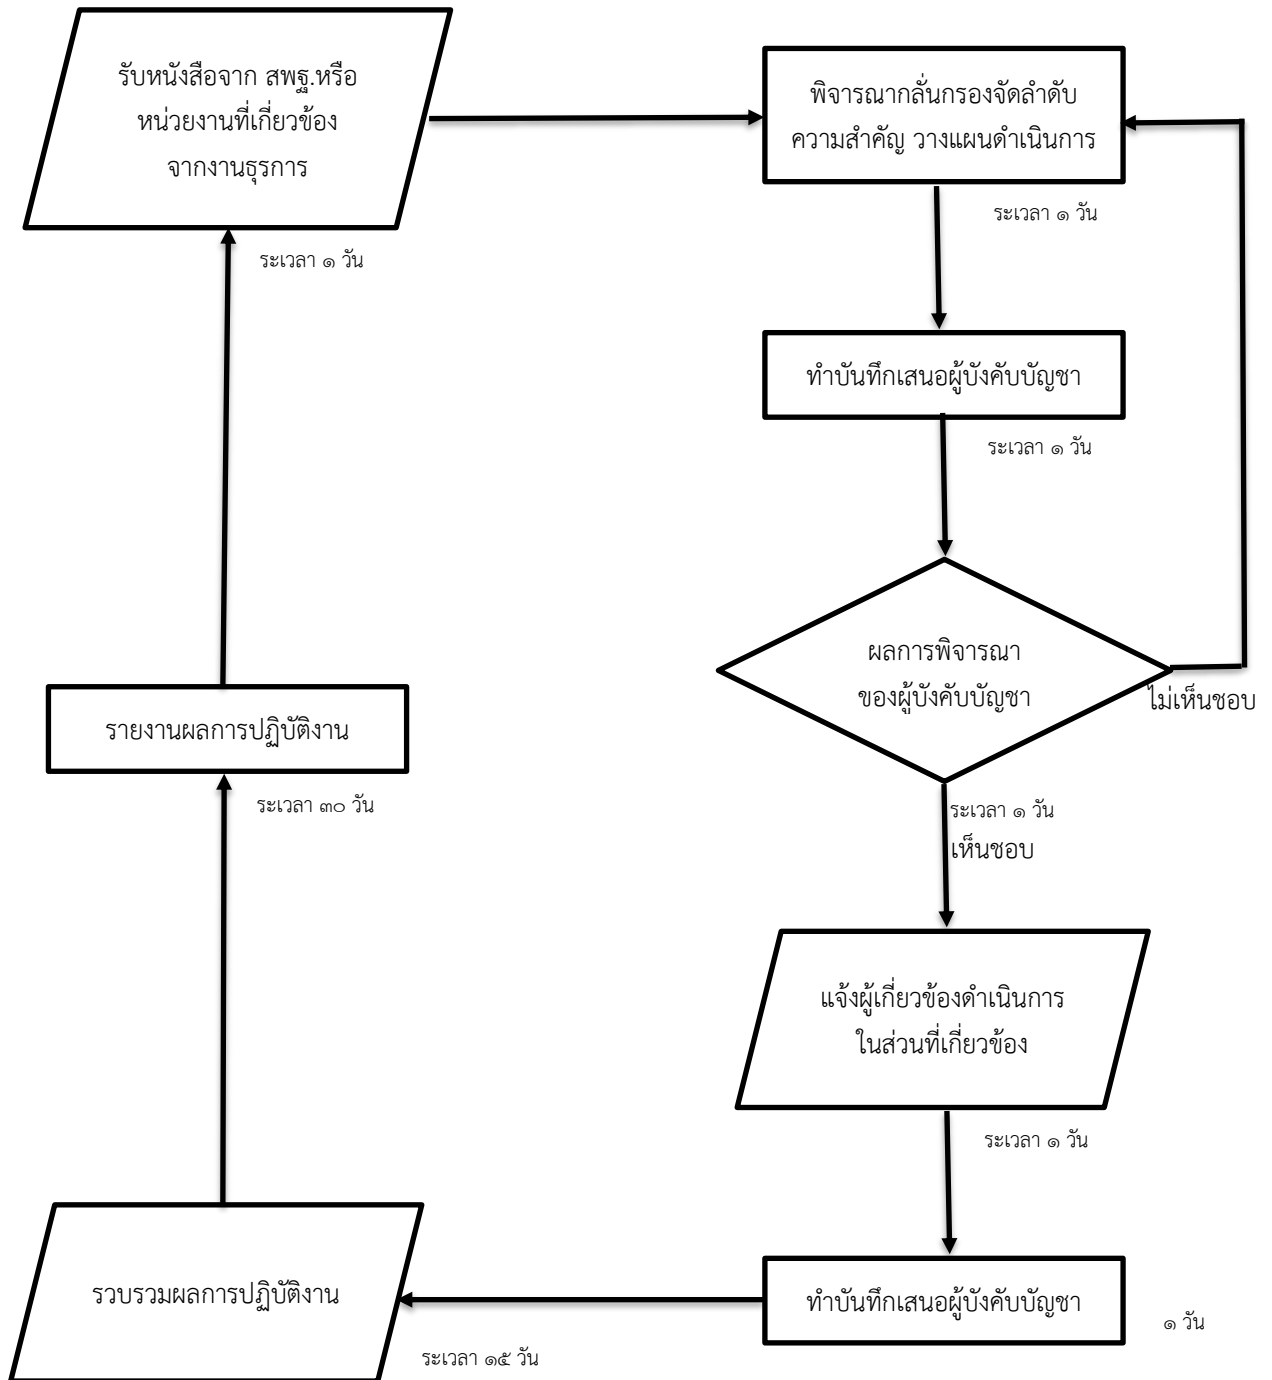 รับหนังสือจาก สพฐ.หรือ
หน่วยงานที่เกี่ยวข้อง
จากงานธุรการ
ระเวลา ๑ วัน
พิจารณากลั่นกรองจัดลำดับ
ความสำคัญ วางแผนดำเนินการ
ระเวลา ๑ วัน
ทำบันทึกเสนอผู้บังคับบัญชา
ระเวลา ๑ วัน
ผลการพิจารณา
ของผู้บังคับบัญชา
ไม่เห็นชอบ
ระเวลา ๑ วัน
เห็นชอบ
แจ้งผู้เกี่ยวข้องดำเนินการ
ในส่วนที่เกี่ยวข้อง
ระเวลา ๑ วัน
ทำบันทึกเสนอผู้บังคับบัญชา
๑ วัน
รวบรวมผลการปฏิบัติงาน
ระเวลา ๑๕ วัน
รายงานผลการปฏิบัติงาน
ระเวลา ๓๐ วัน